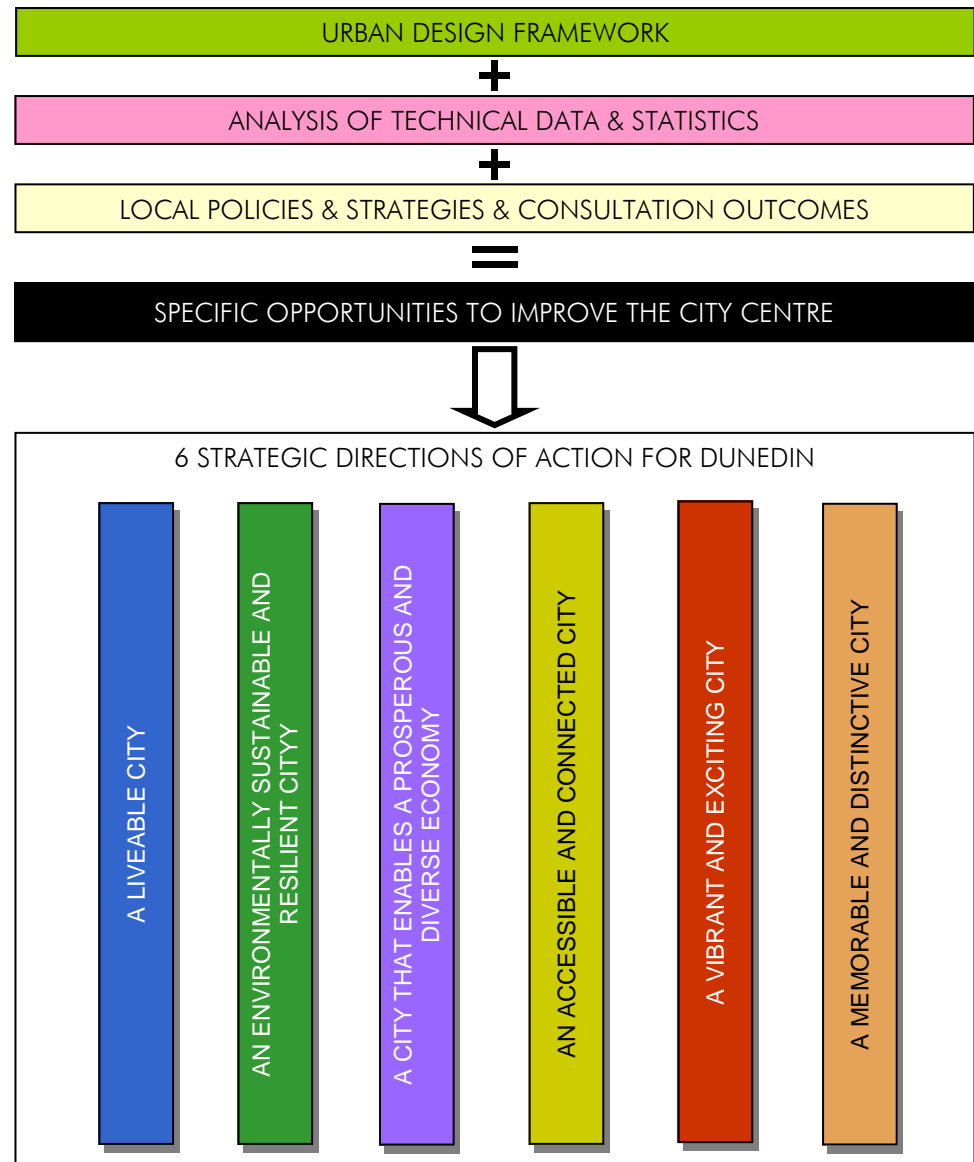 URBAN DESIGN FRAMEWORK
+
ANALYSIS OF TECHNICAL DATA & STATISTICS
+
LOCAL POLICIES & STRATEGIES & CONSULTATION OUTCOMES
=
SPECIFIC OPPORTUNITIES TO IMPROVE THE CITY CENTRE
6 STRATEGIC DIRECTIONS OF ACTION FOR DUNEDIN
A LIVEABLE CITY
AN ENVIRONMENTALLY SUSTAINABLE AND
RESILIENT CITYY
A CITY THAT ENABLES A PROSPEROUS AND
DIVERSE ECONOMY
AN ACCESSIBLE AND CONNECTED CITY
A VIBRANT AND EXCITING CITY
A MEMORABLE AND DISTINCTIVE CITY